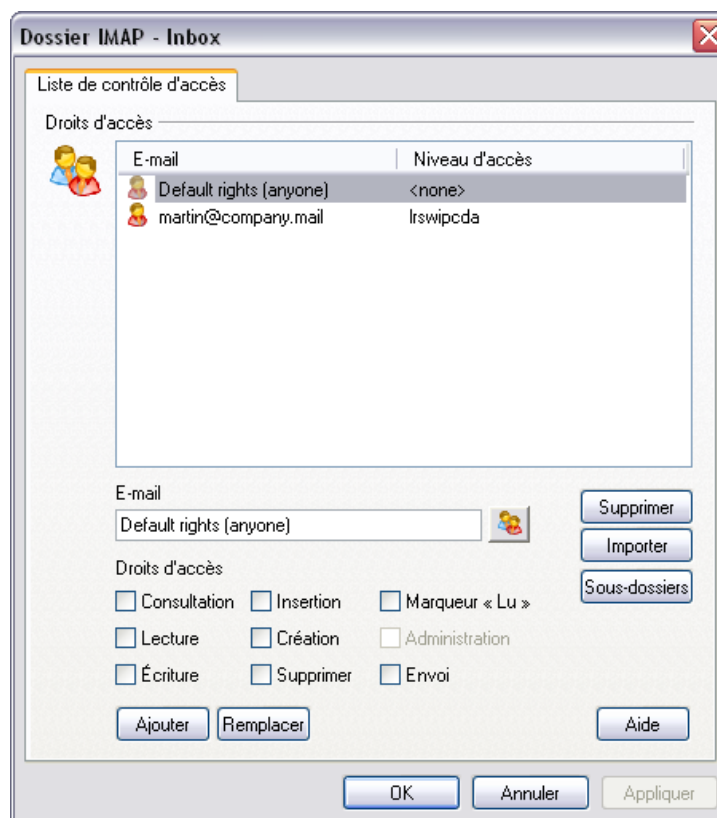 Dossier IMAP - Inbox
Liste de contrôle d'accès
Droits d'accès
E-mail Niveau d'accès
Default rights (anyone) <none>
martin@company.mail lrswipcda
E-mail
Default rights (anyone)
Supprimer
Importer
Sous-dossiers
Droits d'accès
Consultation Insertion Marqueur « Lu »
Lecture Création Administration
Écriture Supprimer Envoi
Ajouter Remplacer Aide
OK Annuler Appliquer